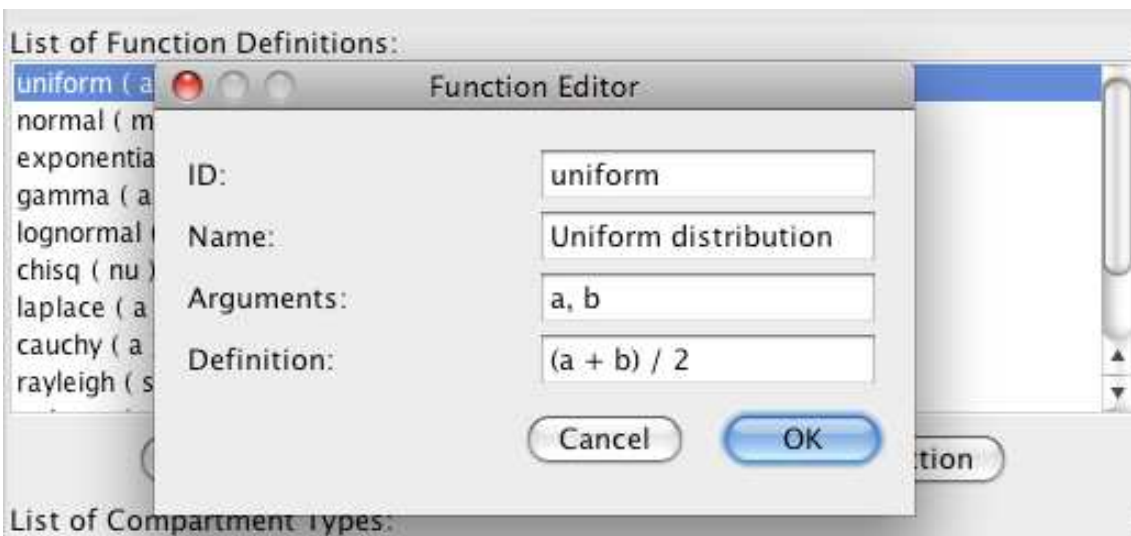 List of Function Definitions:
uniform ( a
normal ( m
exponentia
gamma ( a
lognormal (
chisq ( nu )
laplace ( a
cauchy ( a
rayleigh ( s
Function Editor
ID:
uniform
Name:
Uniform distribution
Arguments:
a, b
Definition:
(a + b) / 2
Cancel
OK
tion
List of Compartment Types: